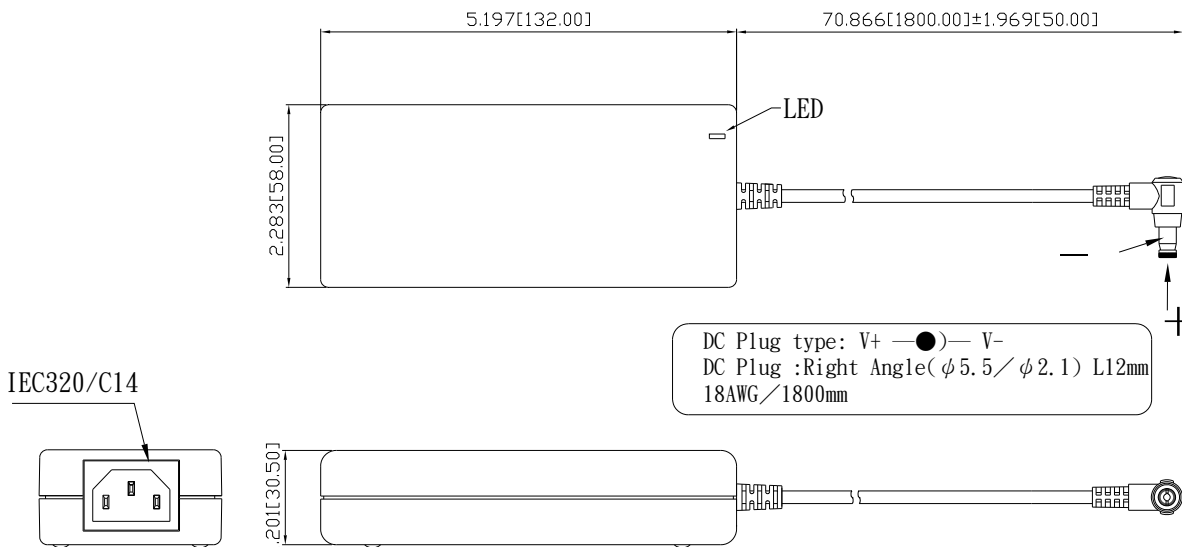 5.197[132.00]
70.866[1800.00]±1.969[50.00]
LED
2.283[58.00]
—
+
DC Plug type: V+ —●)— V-
DC Plug :Right Angle(φ5.5／φ2.1) L12mm
18AWG／1800mm
IEC320/C14
.201[30.50]